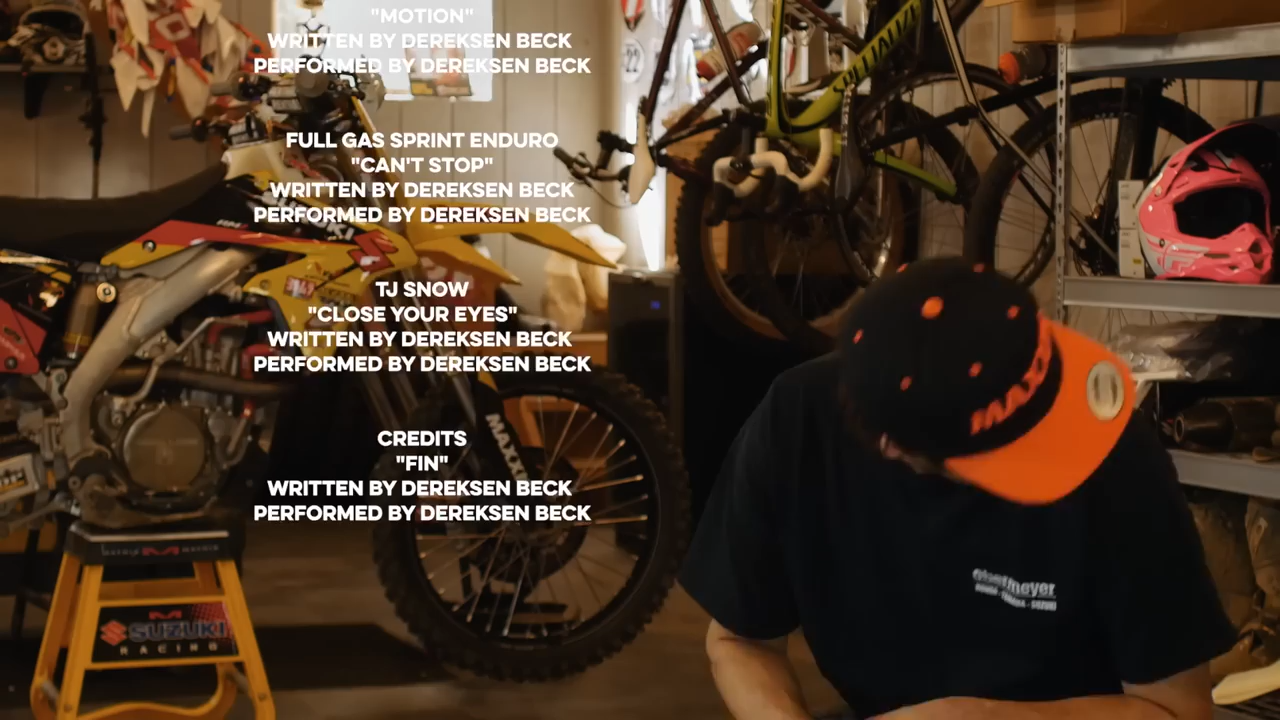 "MOTION"
WRITTEN BY DEREKSEN BECK
PERFORMED BY DEREKSEN BECK
FULL GAS SPRINT ENDURO
"CAN'T STOP"
WRITTEN BY DEREKSEN BECK
PERFORMED BY DEREKSEN BECK
TJ SNOW
"CLOSE YOUR EYES"
WRITTEN BY DEREKSEN BECK
PERFORMED BY DEREKSEN BECK
CREDITS
"FIN"
WRITTEN BY DEREKSEN BECK
PERFORMED BY DEREKSEN BECK
SUZUKI
RACING